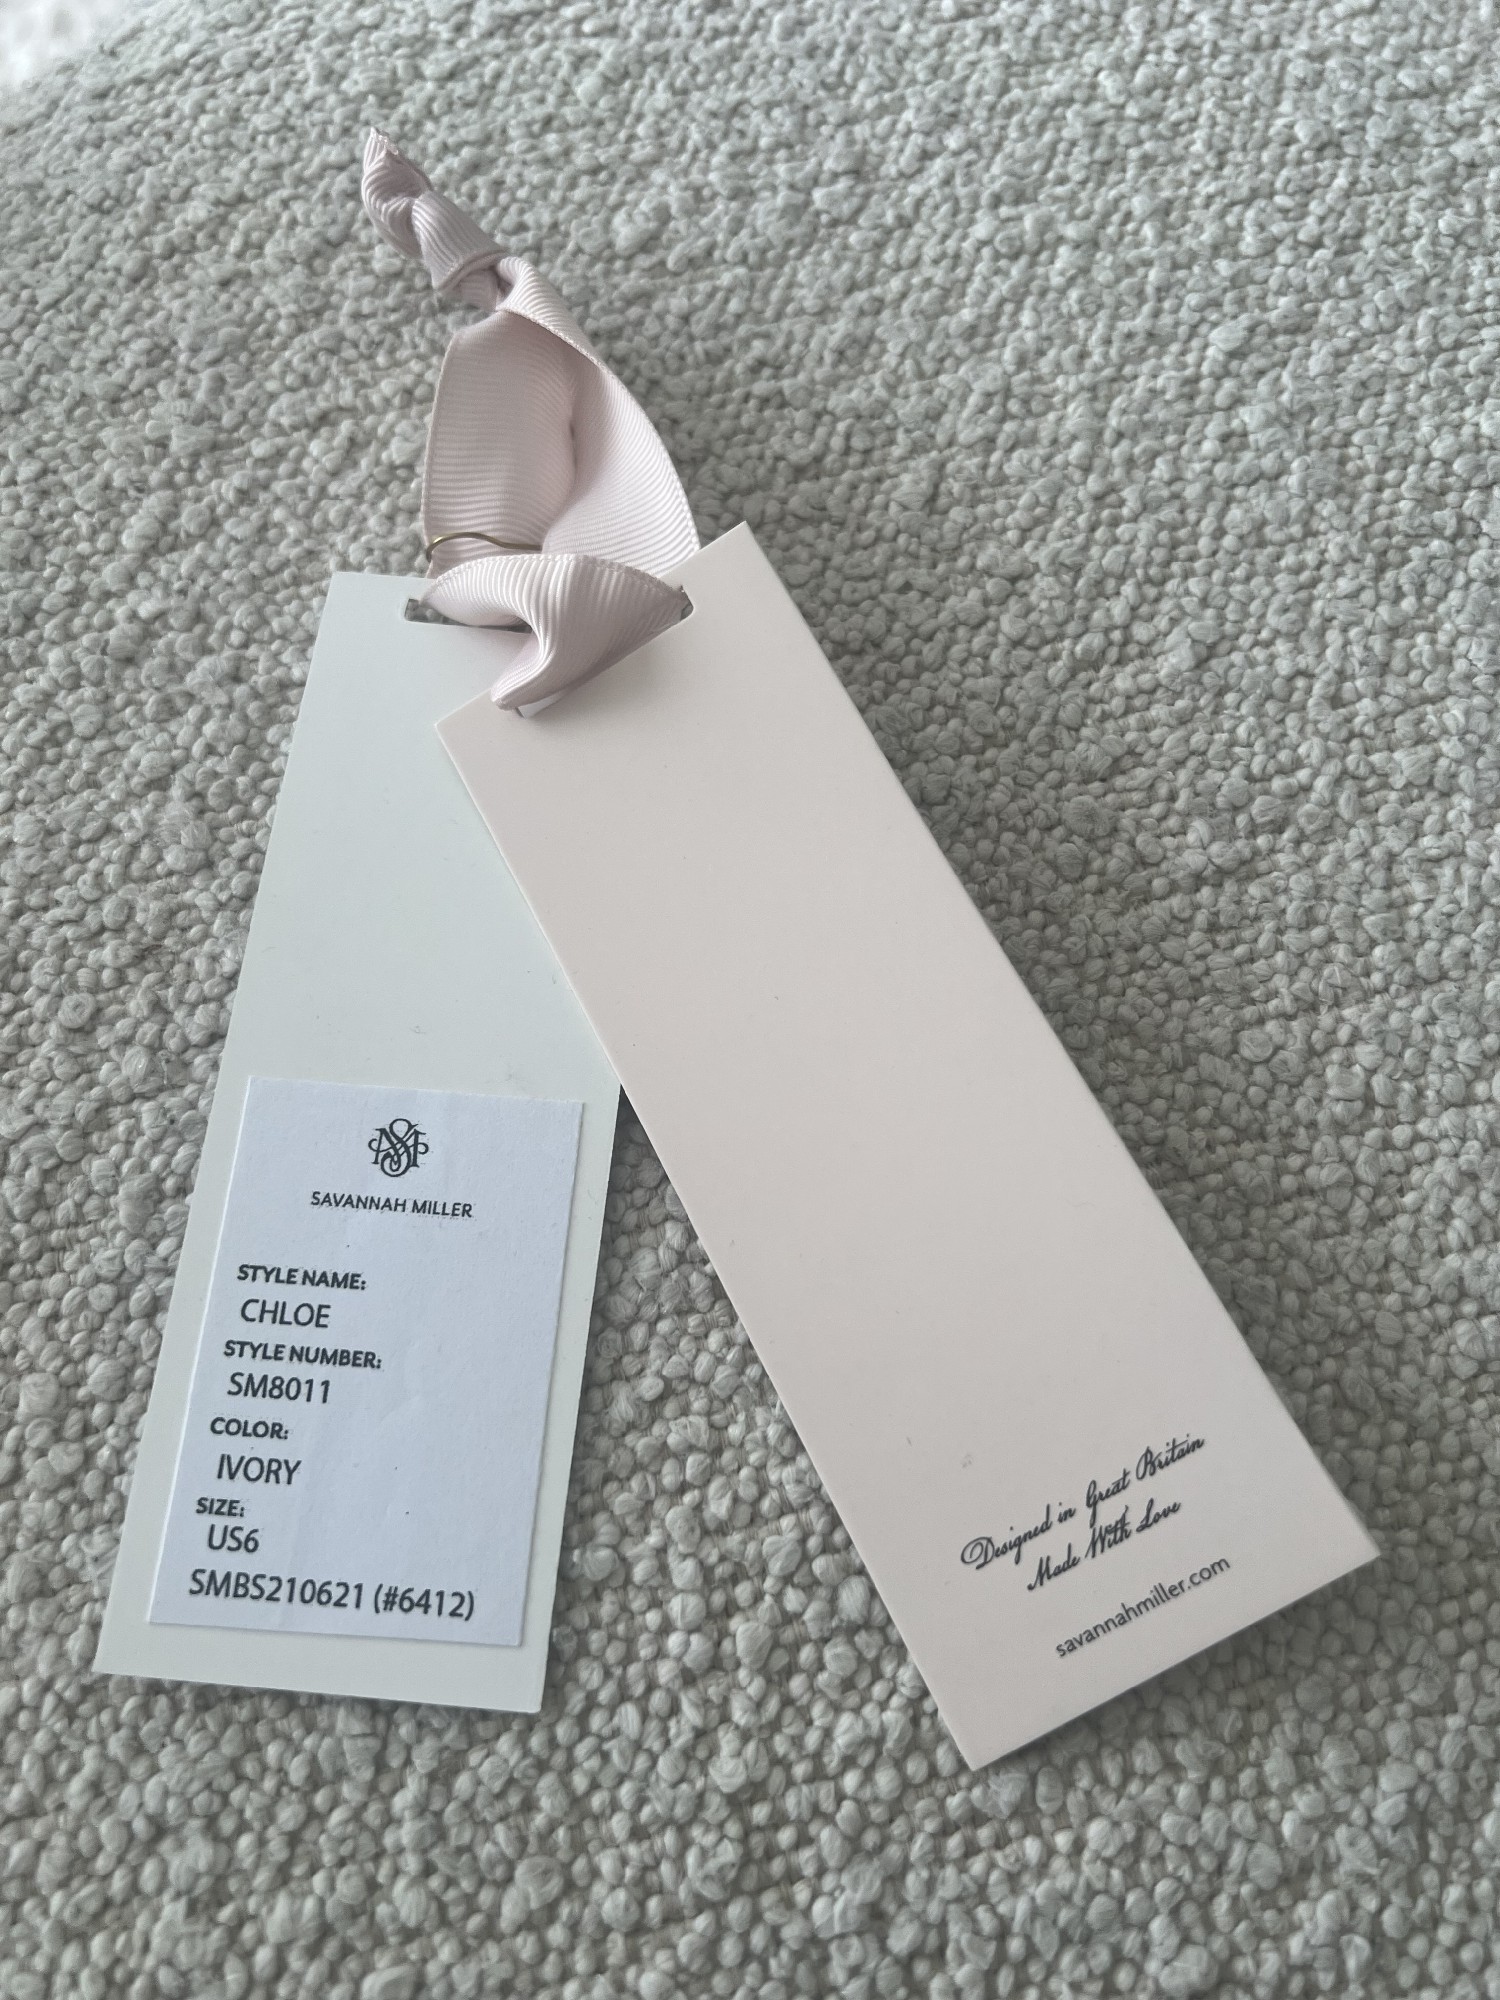 SM
SAVANNAH MILLER
STYLE NAME:
CHLOE
STYLE NUMBER:
SM8011
COLOR:
IVORY
SIZE:
US6
SMBS210621 (#6412)
Designed in Great Britain
Made With Love
savannahmiller.com